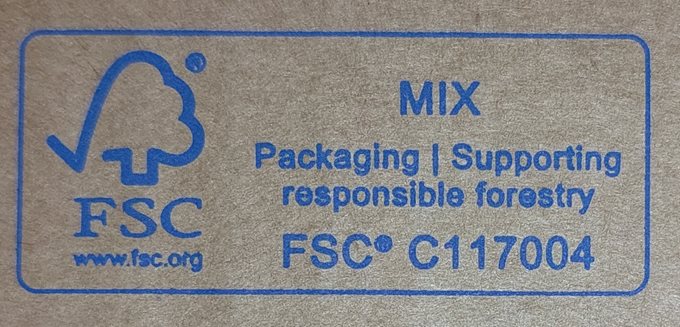 FSC
www.fsc.org
MIX
Packaging | Supporting
responsible forestry
FSC® C117004